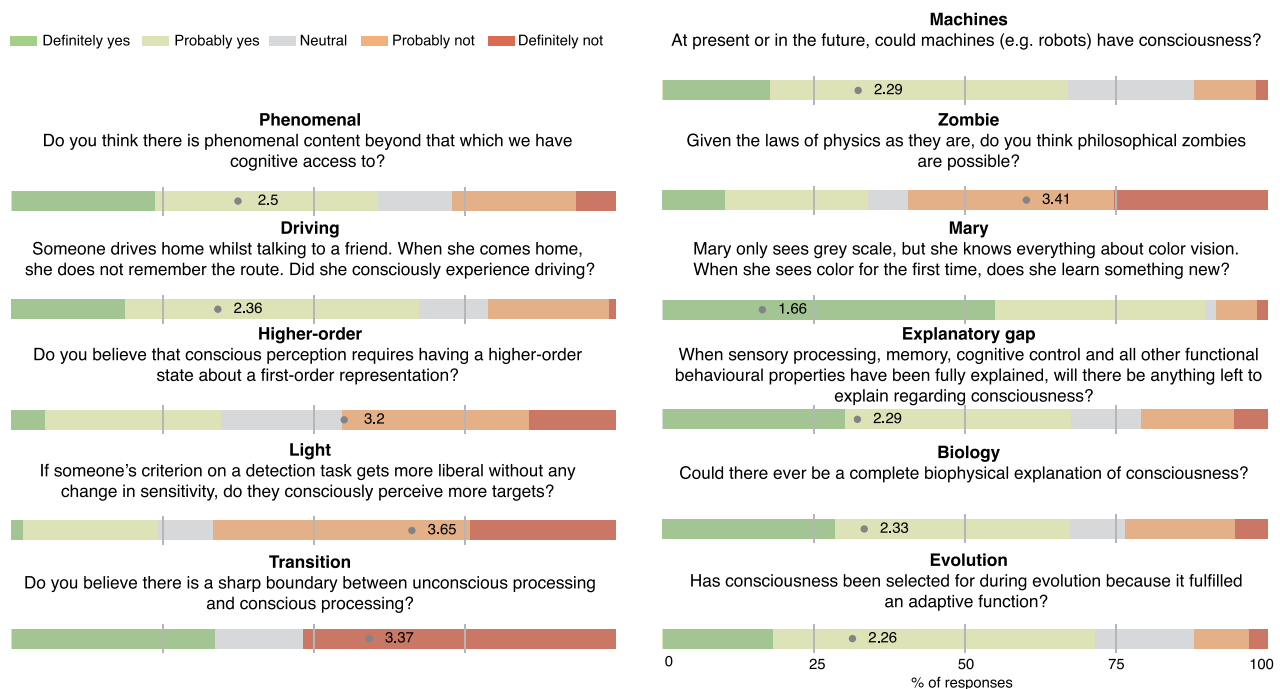 Definitely yes
Probably yes
Neutral
Probably not
Definitely not
Phenomenal
Do you think there is phenomenal content beyond that which we have
cognitive access to?
2.5
Driving
Someone drives home whilst talking to a friend. When she comes home,
she does not remember the route. Did she consciously experience driving?
2.36
Higher-order
Do you believe that conscious perception requires having a higher-order
state about a first-order representation?
3.2
Light
If someone's criterion on a detection task gets more liberal without any
change in sensitivity, do they consciously perceive more targets?
3.65
Transition
Do you believe there is a sharp boundary between unconscious processing
and conscious processing?
3.37
Machines
At present or in the future, could machines (e.g. robots) have consciousness?
2.29
Zombie
Given the laws of physics as they are, do you think philosophical zombies
are possible?
3.41
Mary
Mary only sees grey scale, but she knows everything about color vision.
When she sees color for the first time, does she learn something new?
1.66
Explanatory gap
When sensory processing, memory, cognitive control and all other functional
behavioural properties have been fully explained, will there be anything left to
explain regarding consciousness?
2.29
Biology
Could there ever be a complete biophysical explanation of consciousness?
2.33
Evolution
Has consciousness been selected for during evolution because it fulfilled
an adaptive function?
2.26
0 25 50 75 100
% of responses